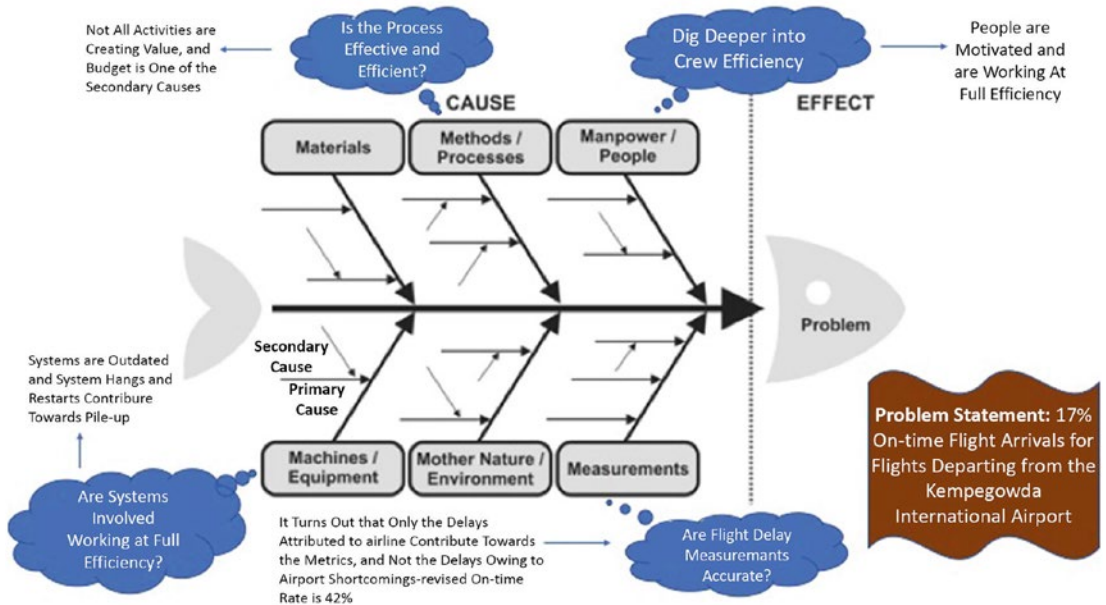 Not All Activities are
Creating Value, and
Budget is One of the
Secondary Causes
Is the Process
Effective and
Efficient?
Dig Deeper into
Crew Efficiency
People are
Motivated and
are Working At
Full Efficiency
CAUSE
EFFECT
Materials
Methods /
Processes
Manpower /
People
Problem
Secondary
Cause
Primary
Cause
Systems are Outdated
and System Hangs and
Restarts Contribute
Towards Pile-up
Machines /
Equipment
Mother Nature /
Environment
Measurements
Are Systems
Involved
Working at Full
Efficiency?
It Turns Out that Only the Delays
Attributed to airline Contribute Towards
the Metrics, and Not the Delays Owing to
Airport Shortcomings-revised On-time
Rate is 42%
Are Flight Delay
Measuremants
Accurate?
Problem Statement: 17%
On-time Flight Arrivals for
Flights Departing from the
Kempegowda
International Airport